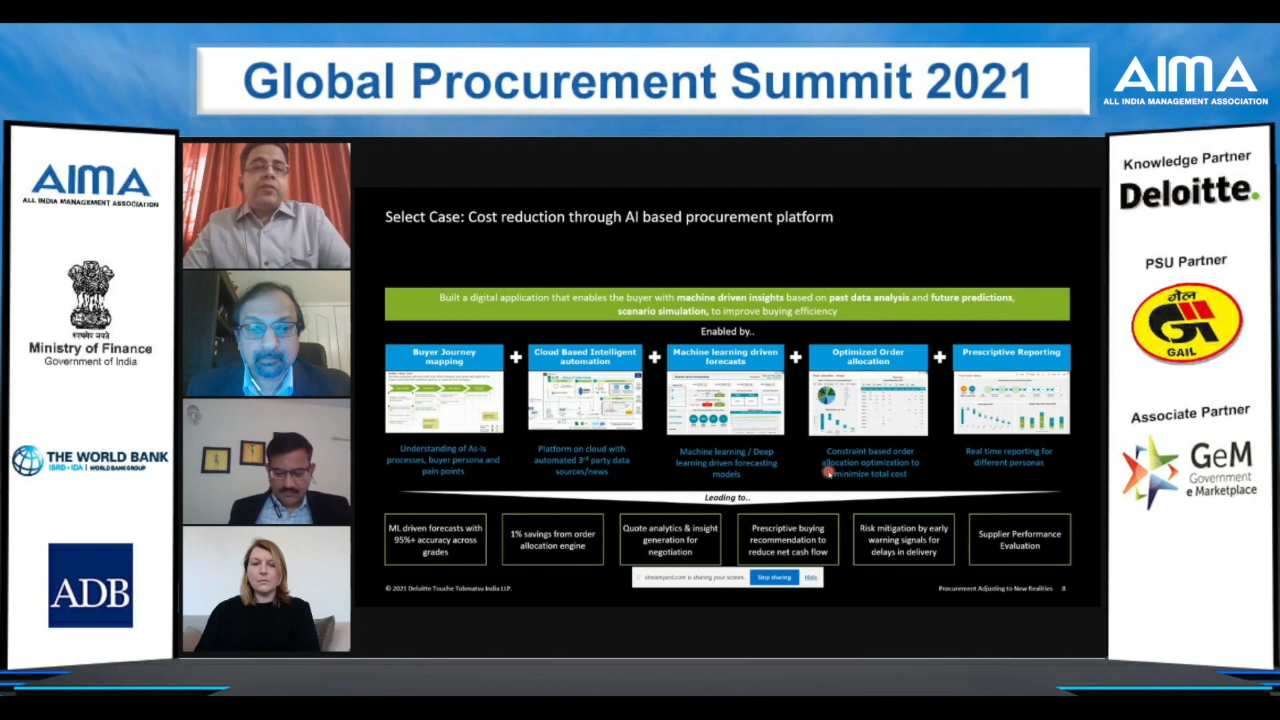 Global Procurement Summit 2021
AIMA
ALL INDIA MANAGEMENT ASSOCIATION
AIMA
ALL INDIA MANAGEMENT ASSOCIATION
सत्यमेव जयते
Ministry of Finance
Government of India
THE WORLD BANK
IBRD • IDA | WORLD BANK GROUP
ADB
Select Case: Cost reduction through AI based procurement platform
Built a digital application that enables the buyer with machine driven insights based on past data analysis and future predictions,
scenario simulation, to improve buying efficiency
Enabled by..
Buyer Journey
mapping
+
Cloud Based Intelligent
automation
+
Machine learning driven
forecasts
+
Optimized Order
allocation
+
Prescriptive Reporting
Understanding of As-Is
processes, buyer persona and
pain points
Platform on cloud with
automated 3rd party data
sources/news
Machine learning / Deep
learning driven forecasting
models
Constraint based order
allocation optimization to
minimize total cost
Real time reporting for
different personas
Leading to..
ML driven forecasts with
95%+ accuracy across
grades
1% savings from order
allocation engine
Quote analytics & insight
generation for
negotiation
Prescriptive buying
recommendation to
reduce net cash flow
Risk mitigation by early
warning signals for
delays in delivery
Supplier Performance
Evaluation
streamyard.com is sharing your screen.
Stop sharing
Hide
© 2021 Deloitte Touche Tohmatsu India LLP.
Procurement Adjusting to New Realities 8
Knowledge Partner
Deloitte.
PSU Partner
गेल
GAIL
Associate Partner
GeM
Government
e Marketplace